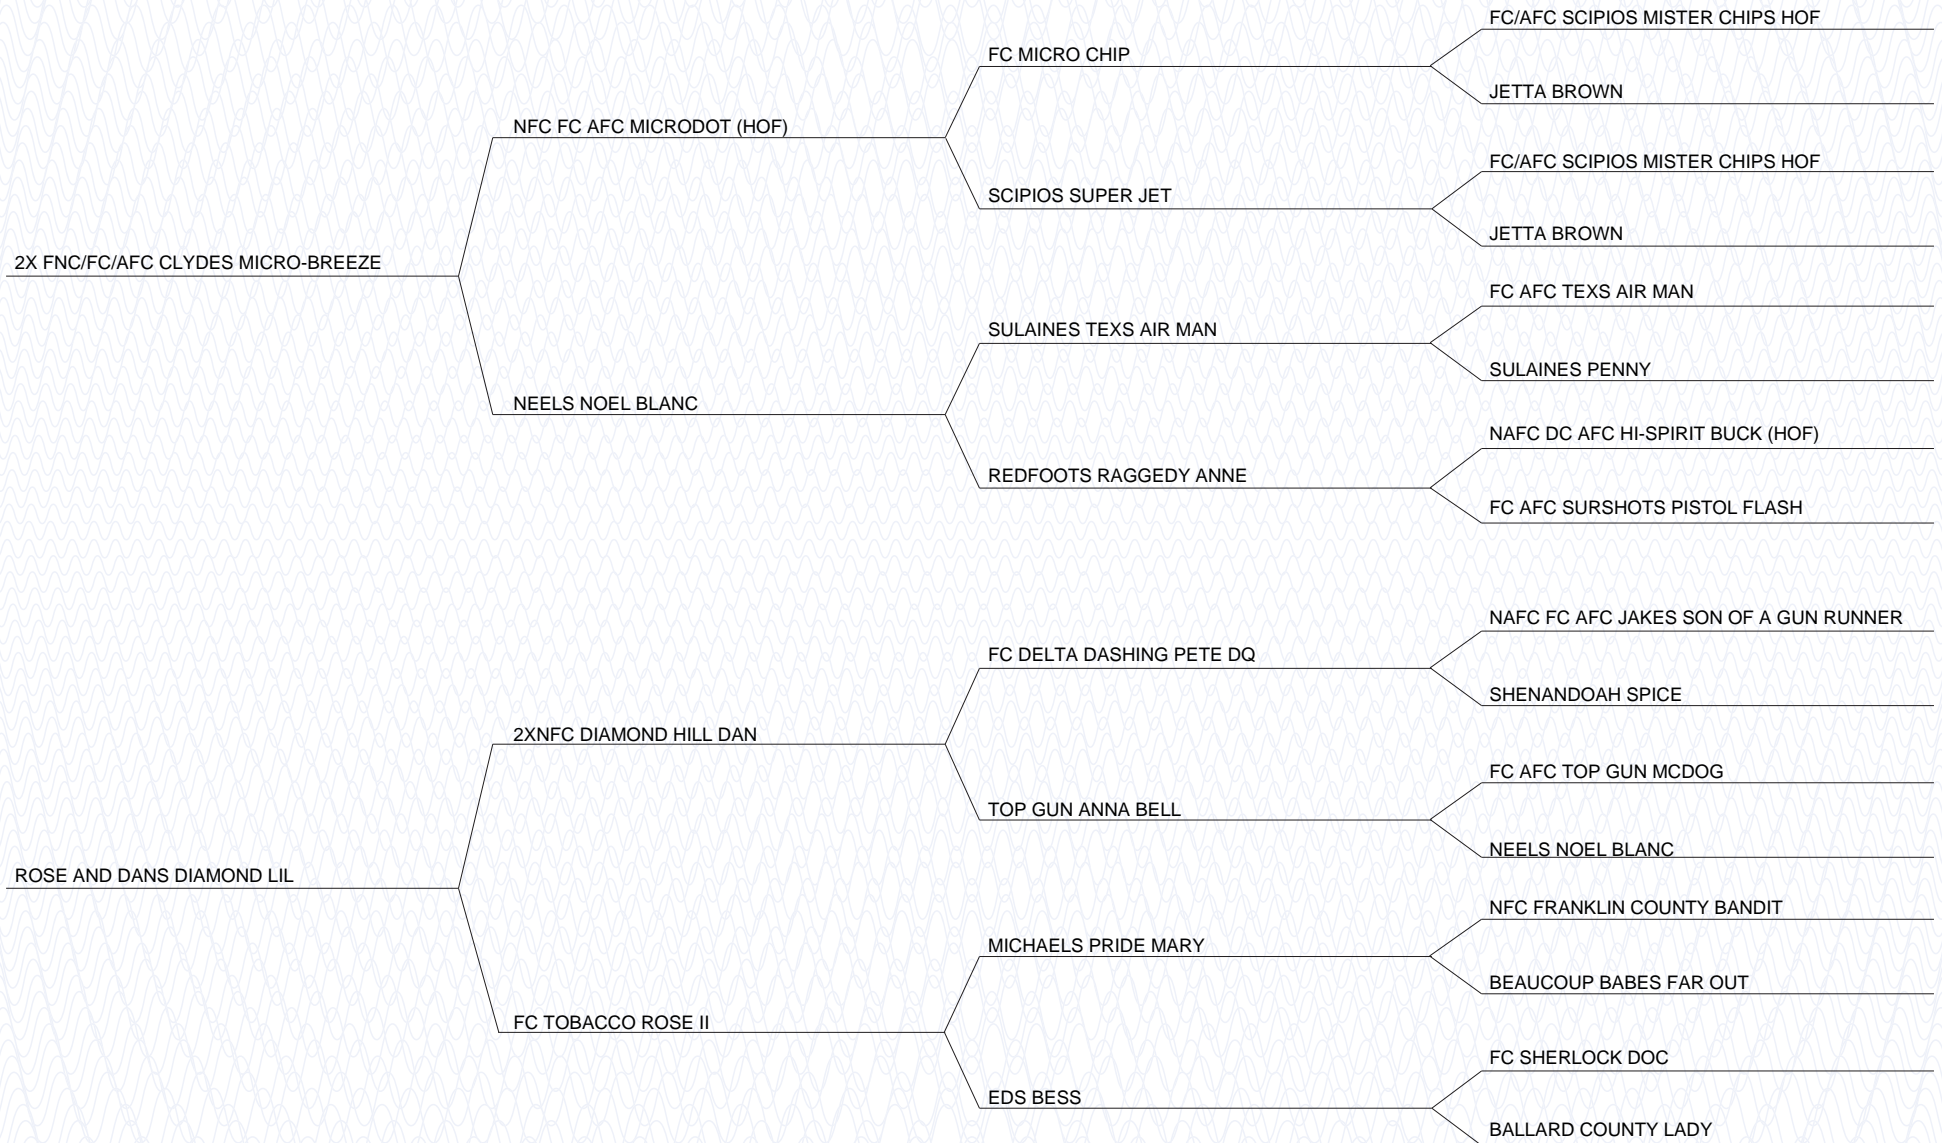 FC/AFC SCIPIOS MISTER CHIPS HOF
FC MICRO CHIP
JETTA BROWN
NFC FC AFC MICRODOT (HOF)
FC/AFC SCIPIOS MISTER CHIPS HOF
SCIPIOS SUPER JET
JETTA BROWN
2X FNC/FC/AFC CLYDES MICRO-BREEZE
FC AFC TEXS AIR MAN
SULAINES TEXS AIR MAN
SULAINES PENNY
NEELS NOEL BLANC
NAFC DC AFC HI-SPIRIT BUCK (HOF)
REDFOOTS RAGGEDY ANNE
FC AFC SURSHOTS PISTOL FLASH
NAFC FC AFC JAKES SON OF A GUN RUNNER
FC DELTA DASHING PETE DQ
SHENANDOAH SPICE
2XNFC DIAMOND HILL DAN
FC AFC TOP GUN MCDOG
TOP GUN ANNA BELL
NEELS NOEL BLANC
ROSE AND DANS DIAMOND LIL
NFC FRANKLIN COUNTY BANDIT
MICHAELS PRIDE MARY
BEAUCOUP BABES FAR OUT
FC TOBACCO ROSE II
FC SHERLOCK DOC
EDS BESS
BALLARD COUNTY LADY